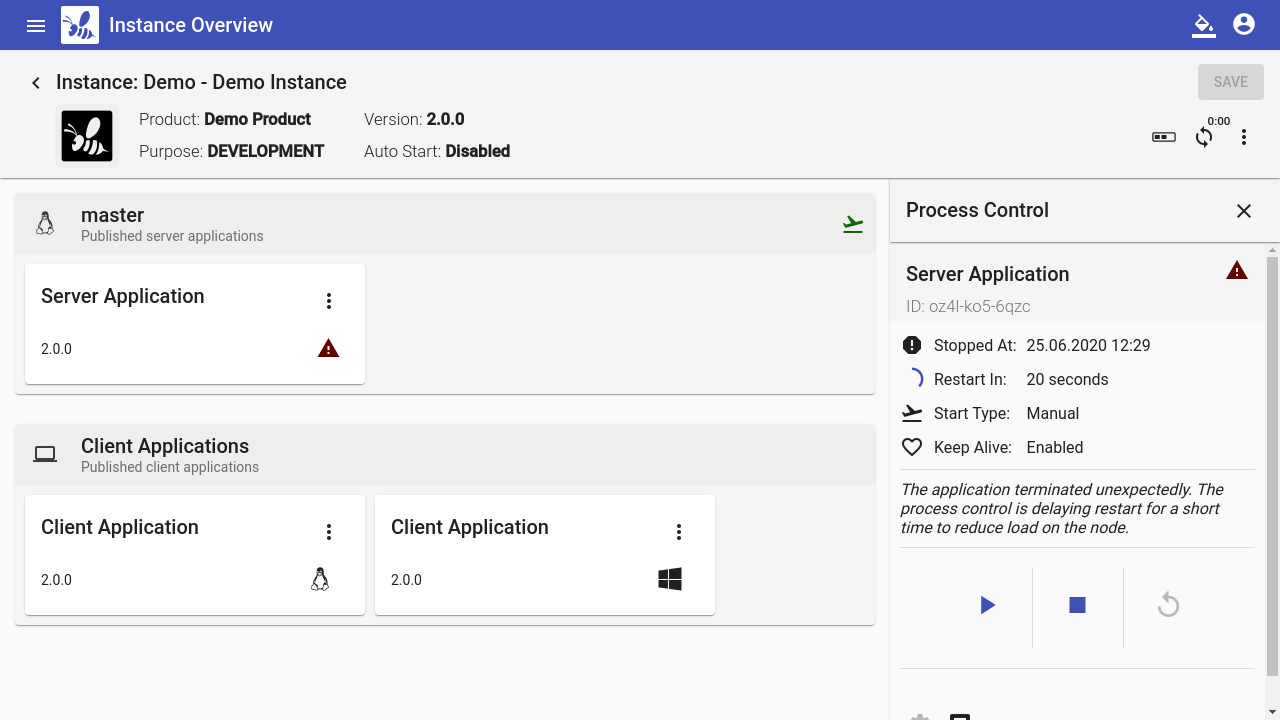 Instance Overview
Instance: Demo - Demo Instance
SAVE
Product: Demo Product
Version: 2.0.0
0:00
Purpose: DEVELOPMENT
Auto Start: Disabled
master
Published server applications
Server Application
2.0.0
Client Applications
Published client applications
Client Application
2.0.0
Client Application
2.0.0
Process Control
Server Application
ID: oz4l-ko5-6qzc
Stopped At: 25.06.2020 12:29
Restart In: 20 seconds
Start Type: Manual
Keep Alive: Enabled
The application terminated unexpectedly. The
process control is delaying restart for a short
time to reduce load on the node.